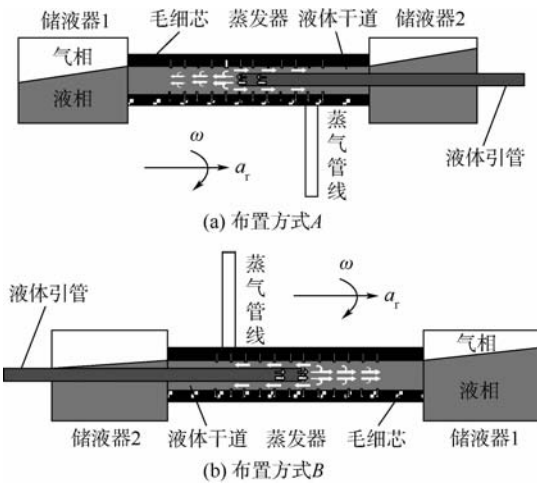 储液器1
毛细芯
蒸发器
液体干道
储液器2
气相
液相
蒸气管线
液体引管
ω
aᵣ
(a) 布置方式A
液体引管
蒸气管线
ω
aᵣ
气相
液相
储液器2
液体干道
蒸发器
毛细芯
储液器1
(b) 布置方式B